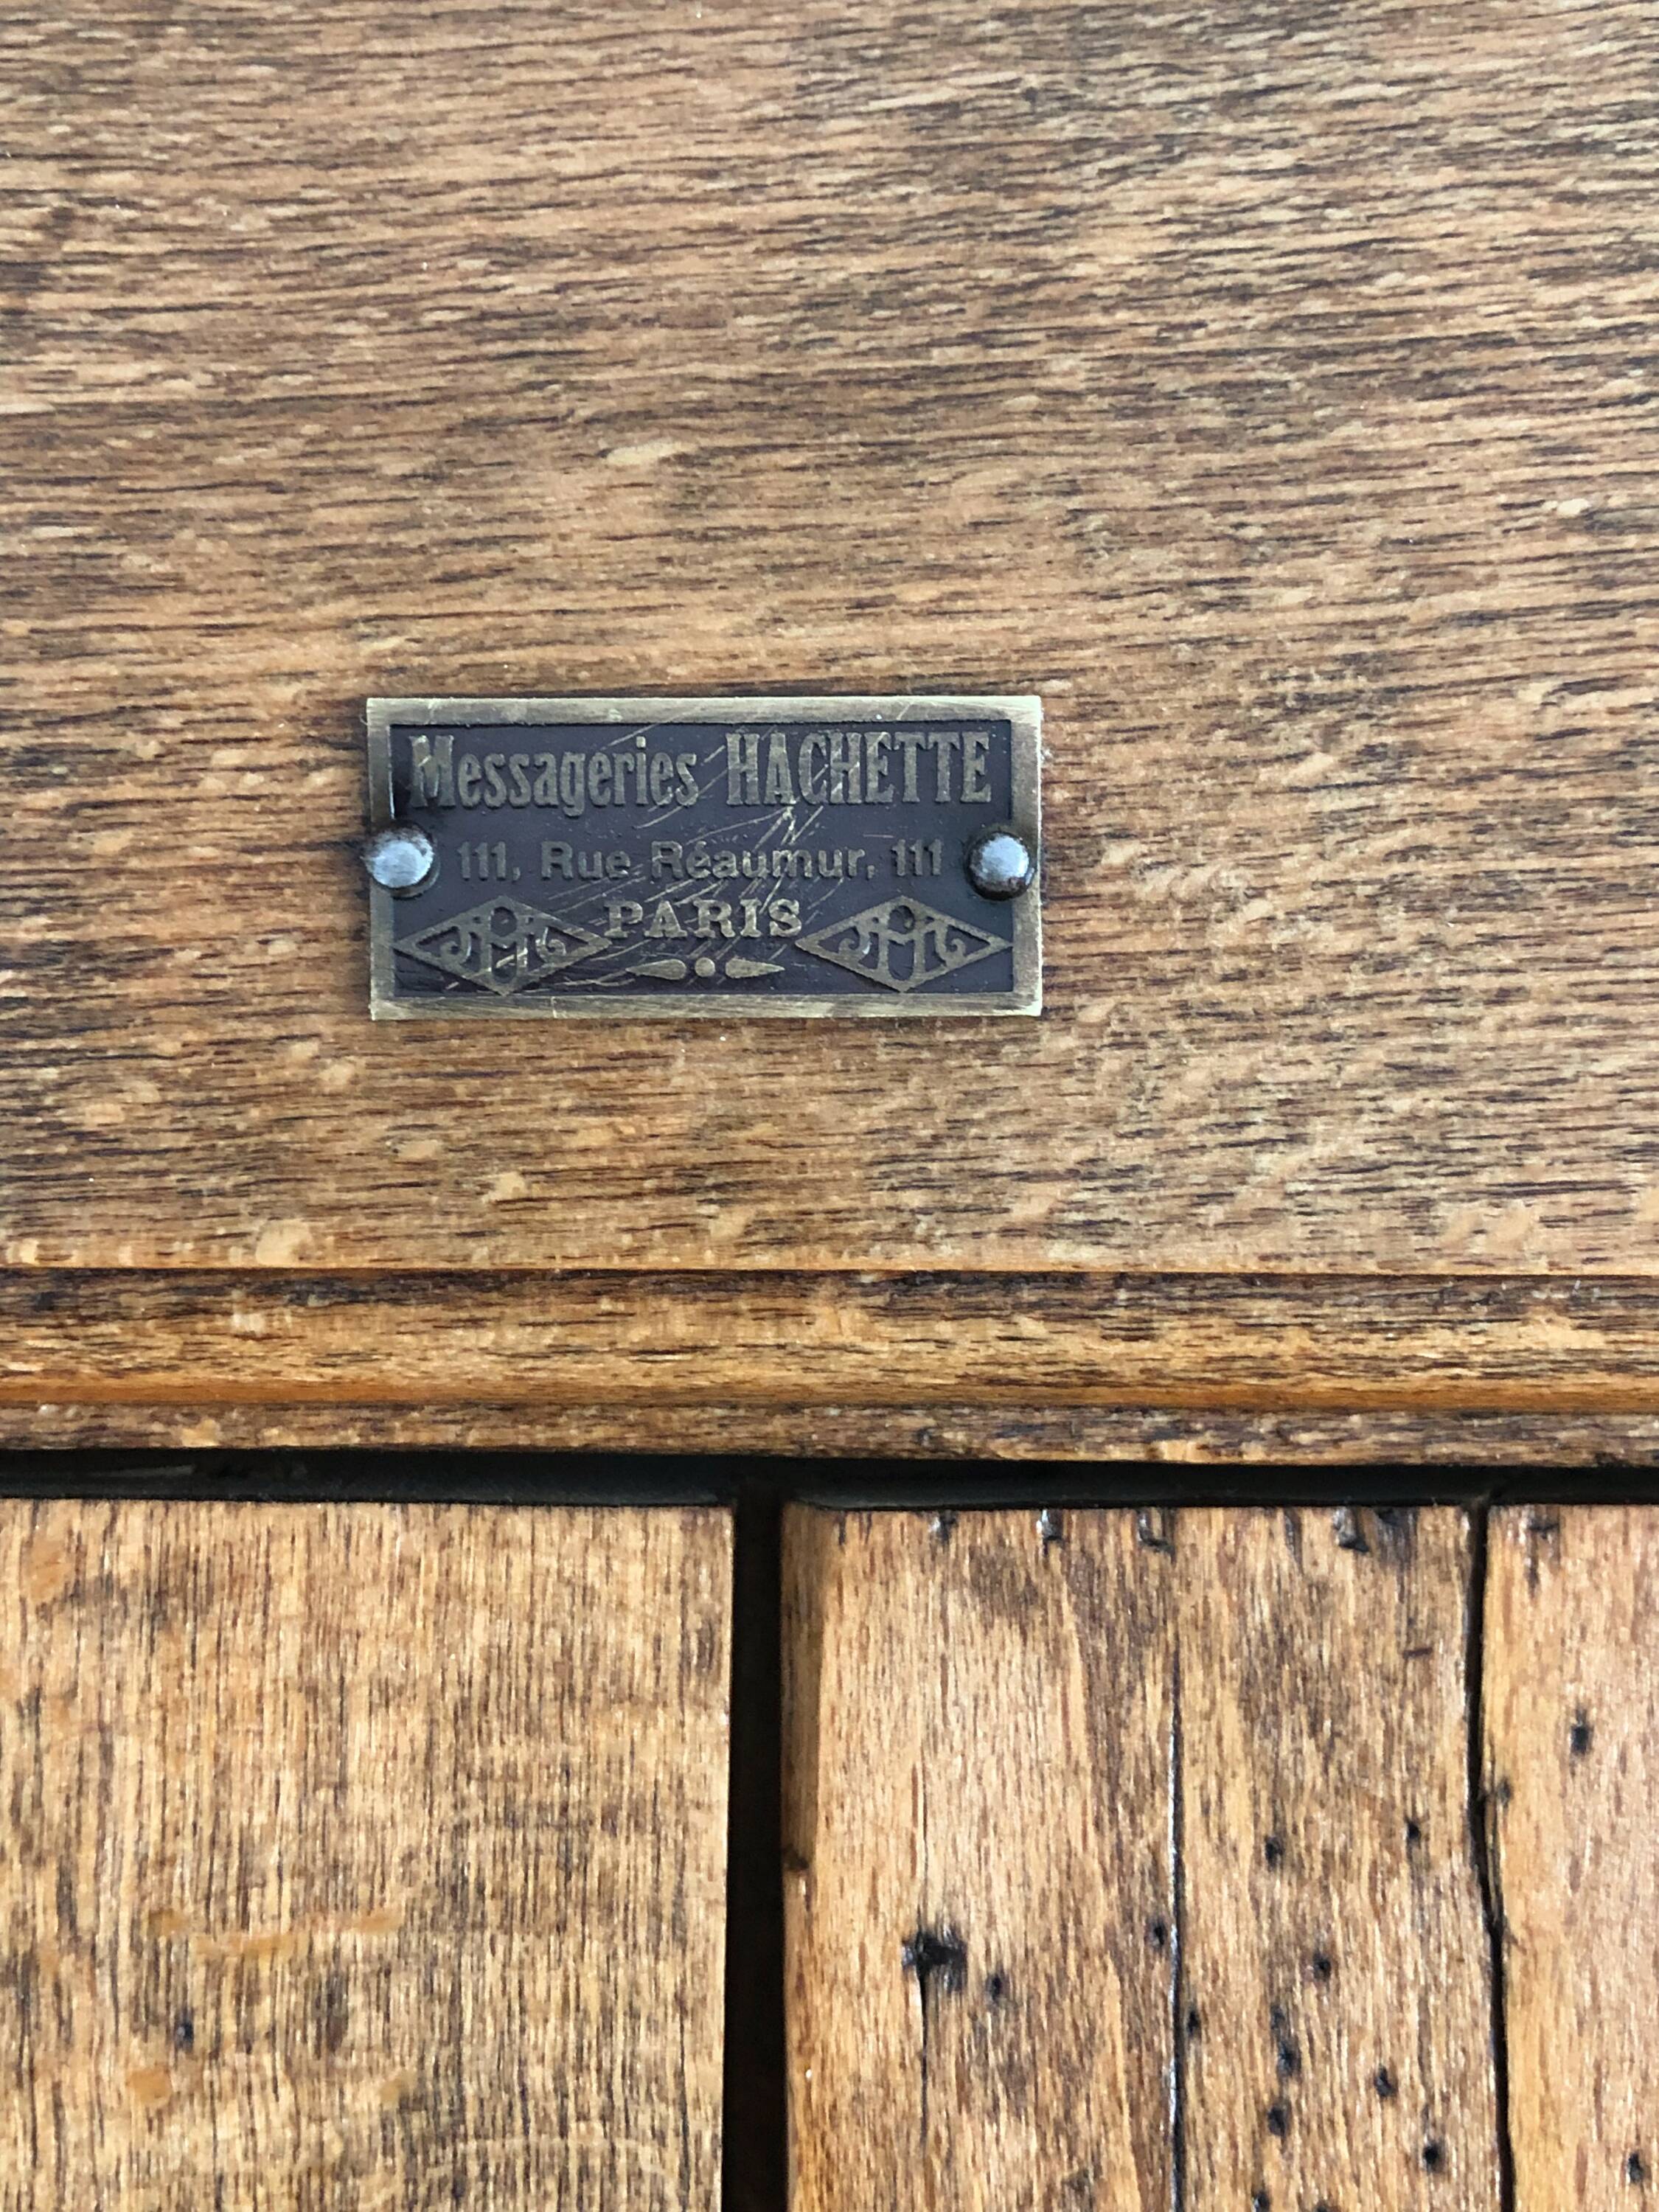 Messageries HACHETTE
111, Rue Réaumur, 111
PARIS